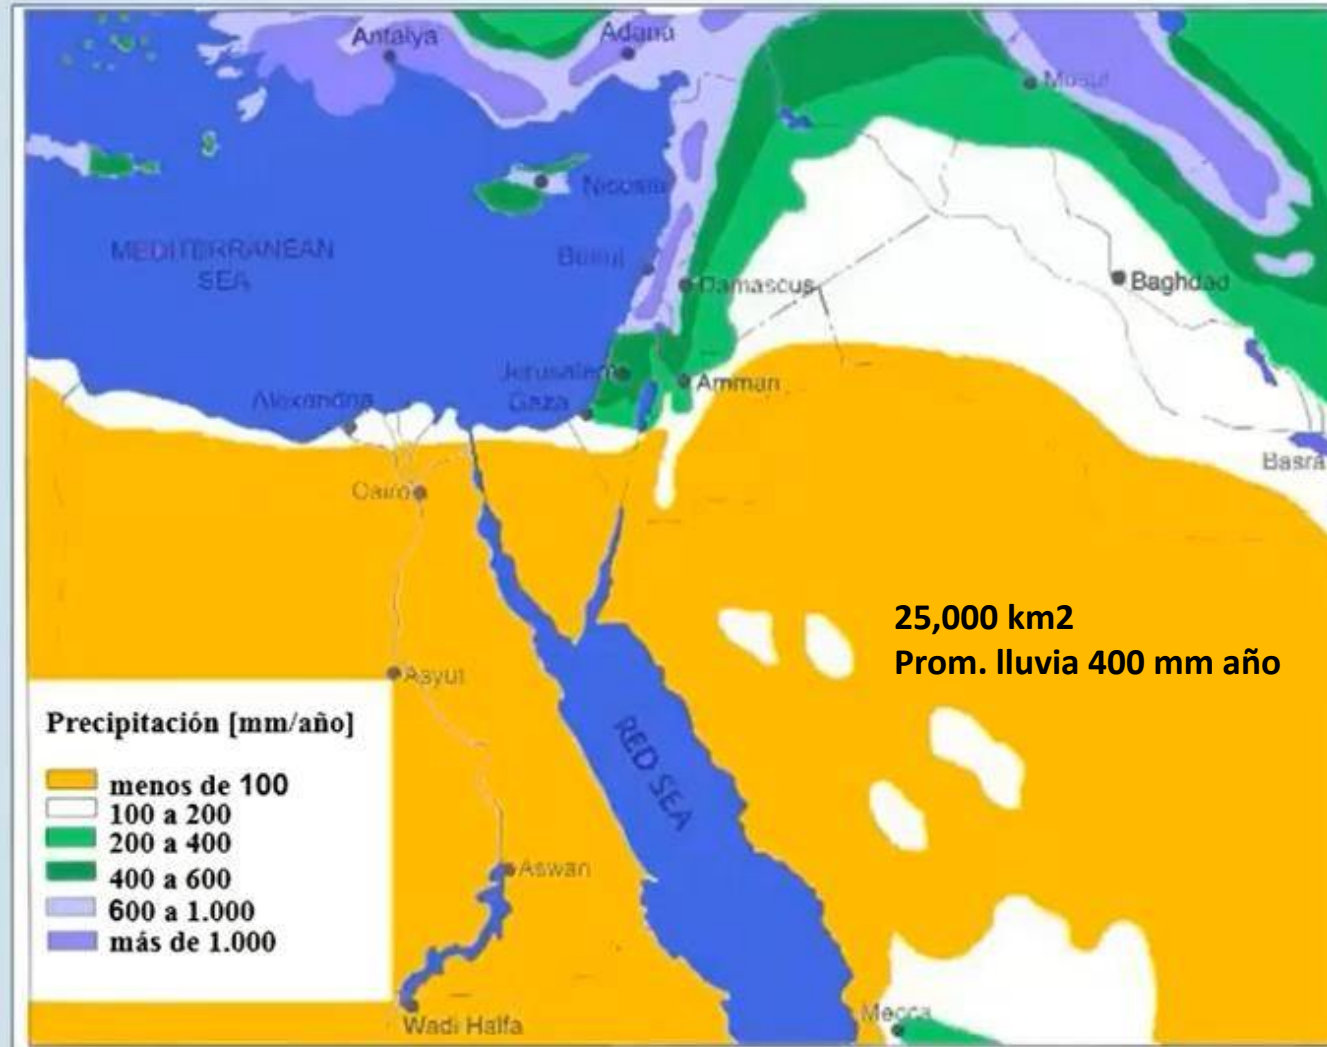 Antalya
Adana
Mosul
Nicosia
MEDITERRANEAN
SEA
Beirut
Damascus
Baghdad
Jerusalem
Amman
Alexandria
Gaza
Basra
Cairo
25,000 km2
Prom. lluvia 400 mm año
Asyut
Precipitación [mm/año]
menos de 100
100 a 200
200 a 400
400 a 600
600 a 1.000
más de 1.000
RED SEA
Aswan
Mecca
Wadi Halfa